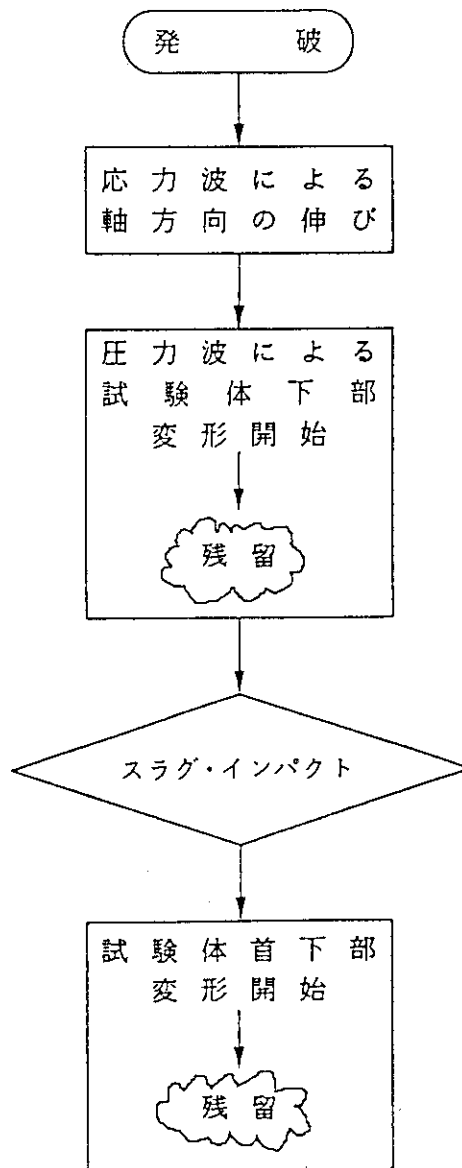 発破
応力波による
軸方向の伸び
圧力波による
試験体下部
変形開始
残留
スラグ・インパクト
試験体首下部
変形開始
残留